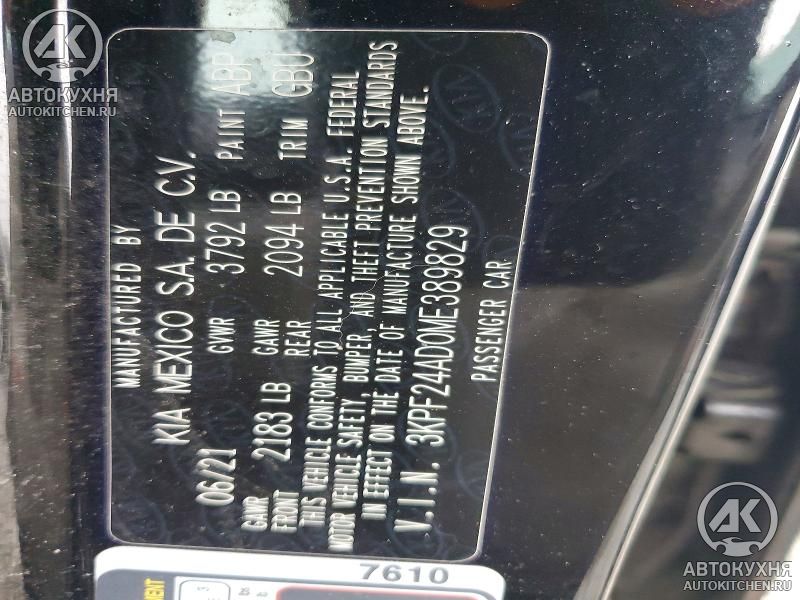 MANUFACTURED BY
KIA MEXICO S.A. DE C.V.
06/21 GVWR 3792 LB PAINT ABP
GAWR FRONT 2183 LB GAWR REAR 2094 LB TRIM GBU
THIS VEHICLE CONFORMS TO ALL APPLICABLE U.S.A. FEDERAL
MOTOR VEHICLE SAFETY, BUMPER, AND THEFT PREVENTION STANDARDS
IN EFFECT ON THE DATE OF MANUFACTURE SHOWN ABOVE.
V.I.N. 3KPF24AD0ME389829
PASSENGER CAR
7610
АК
АВТОКУХНЯ
AUTOKITCHEN.RU
АК
АВТОКУХНЯ
AUTOKITCHEN.RU